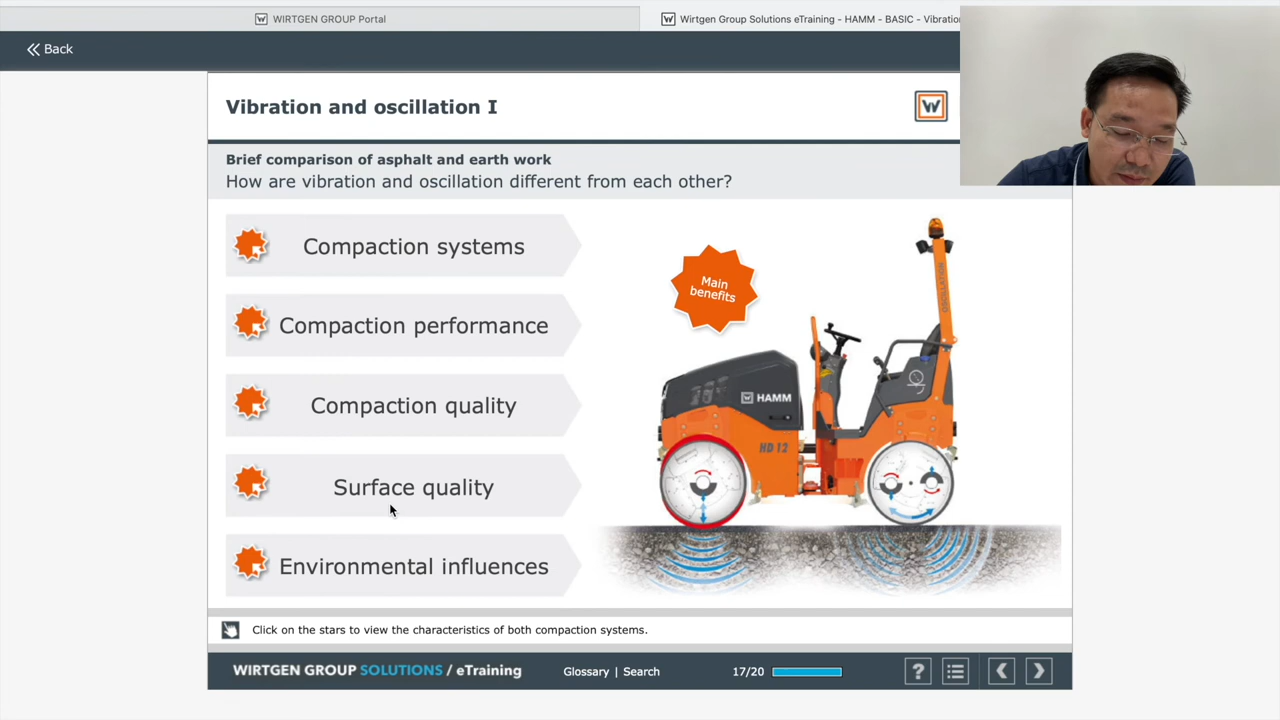 WIRTGEN GROUP Portal
Wirtgen Group Solutions eTraining - HAMM - BASIC - Vibration
Back
Vibration and oscillation I
Brief comparison of asphalt and earth work
How are vibration and oscillation different from each other?
Compaction systems
Compaction performance
Compaction quality
Surface quality
Environmental influences
Main
benefits
OSCILLATION
HAMM
HD 12
Click on the stars to view the characteristics of both compaction systems.
WIRTGEN GROUP SOLUTIONS / eTraining
Glossary | Search
17/20
?